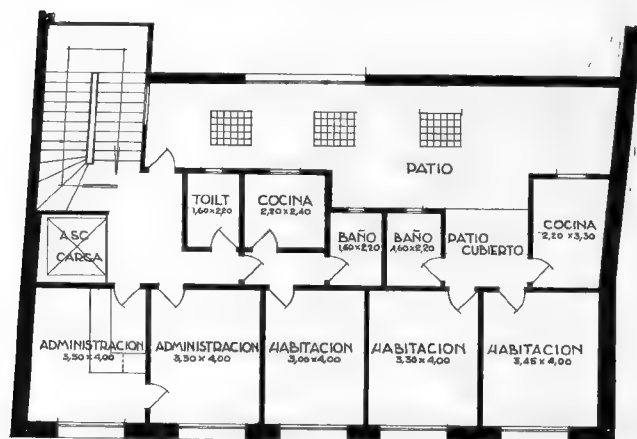 PATIO
TOILT
1,60 x 2,20
COCINA
2,20 x 2,40
BAÑO
1,60 x 2,20
BAÑO
1,60 x 2,20
PATIO
CUBIERTO
COCINA
2,20 x 3,30
ASC
CARGA
ADMINISTRACION
3,30 x 4,00
ADMINISTRACION
3,30 x 4,00
HABITACION
3,00 x 4,00
HABITACION
3,30 x 4,00
HABITACION
3,45 x 4,00